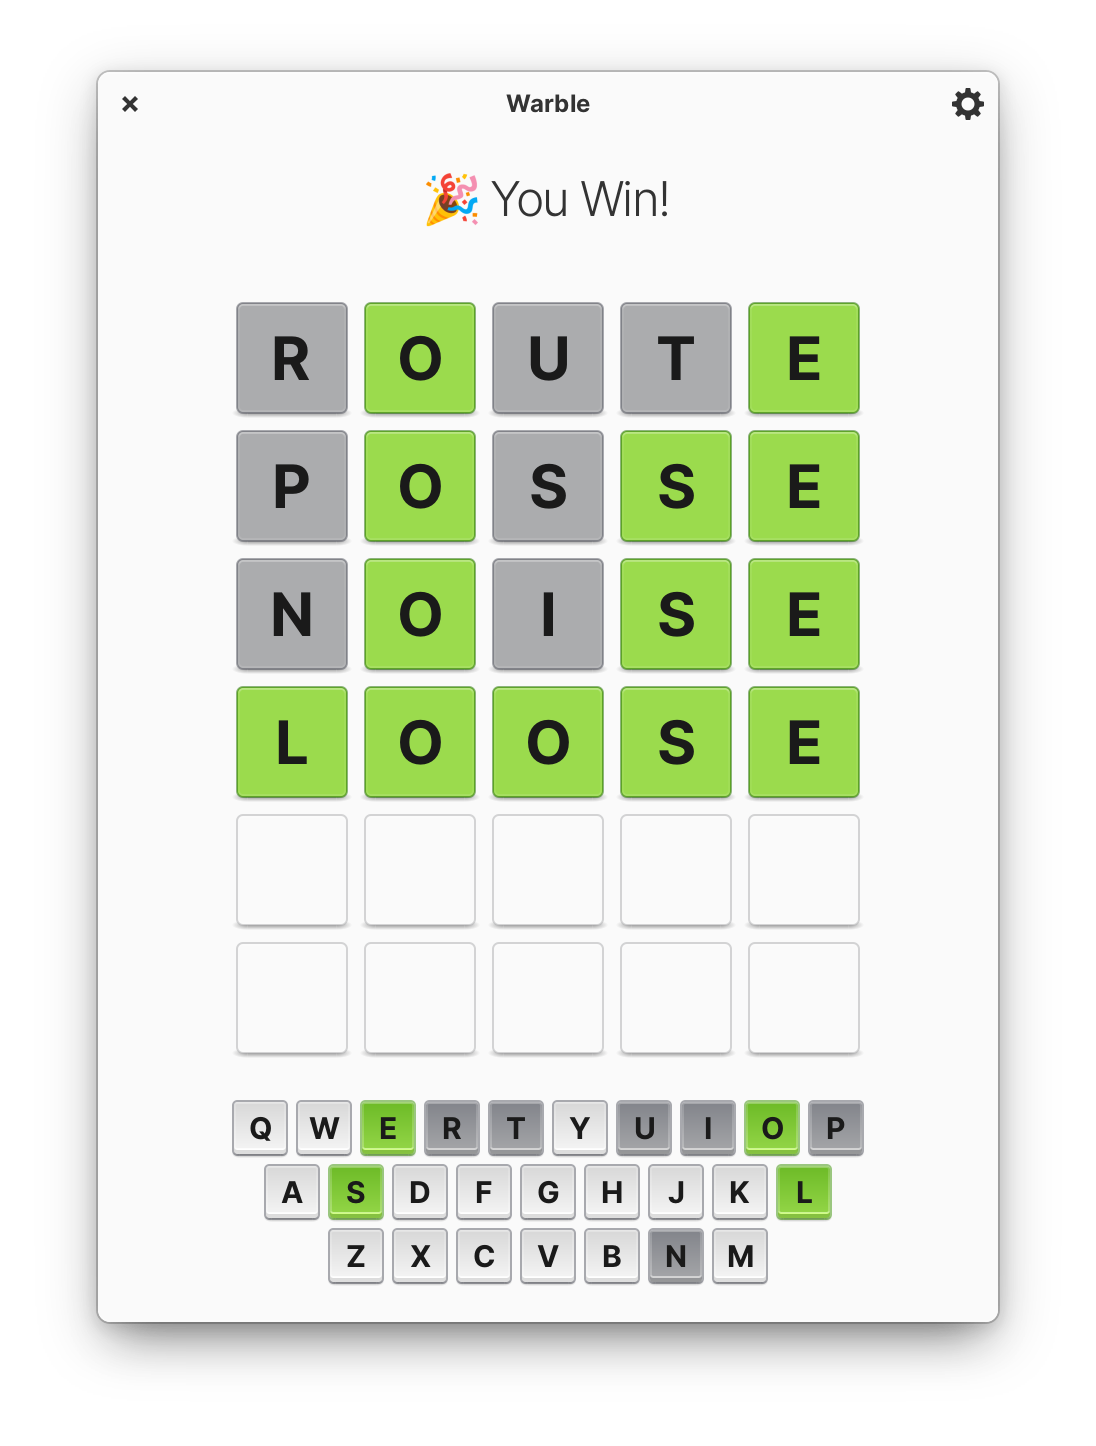 Warble
🎉 You Win!
R O U T E
P O S S E
N O I S E
L O O S E
Q W E R T Y U I O P
A S D F G H J K L
Z X C V B N M